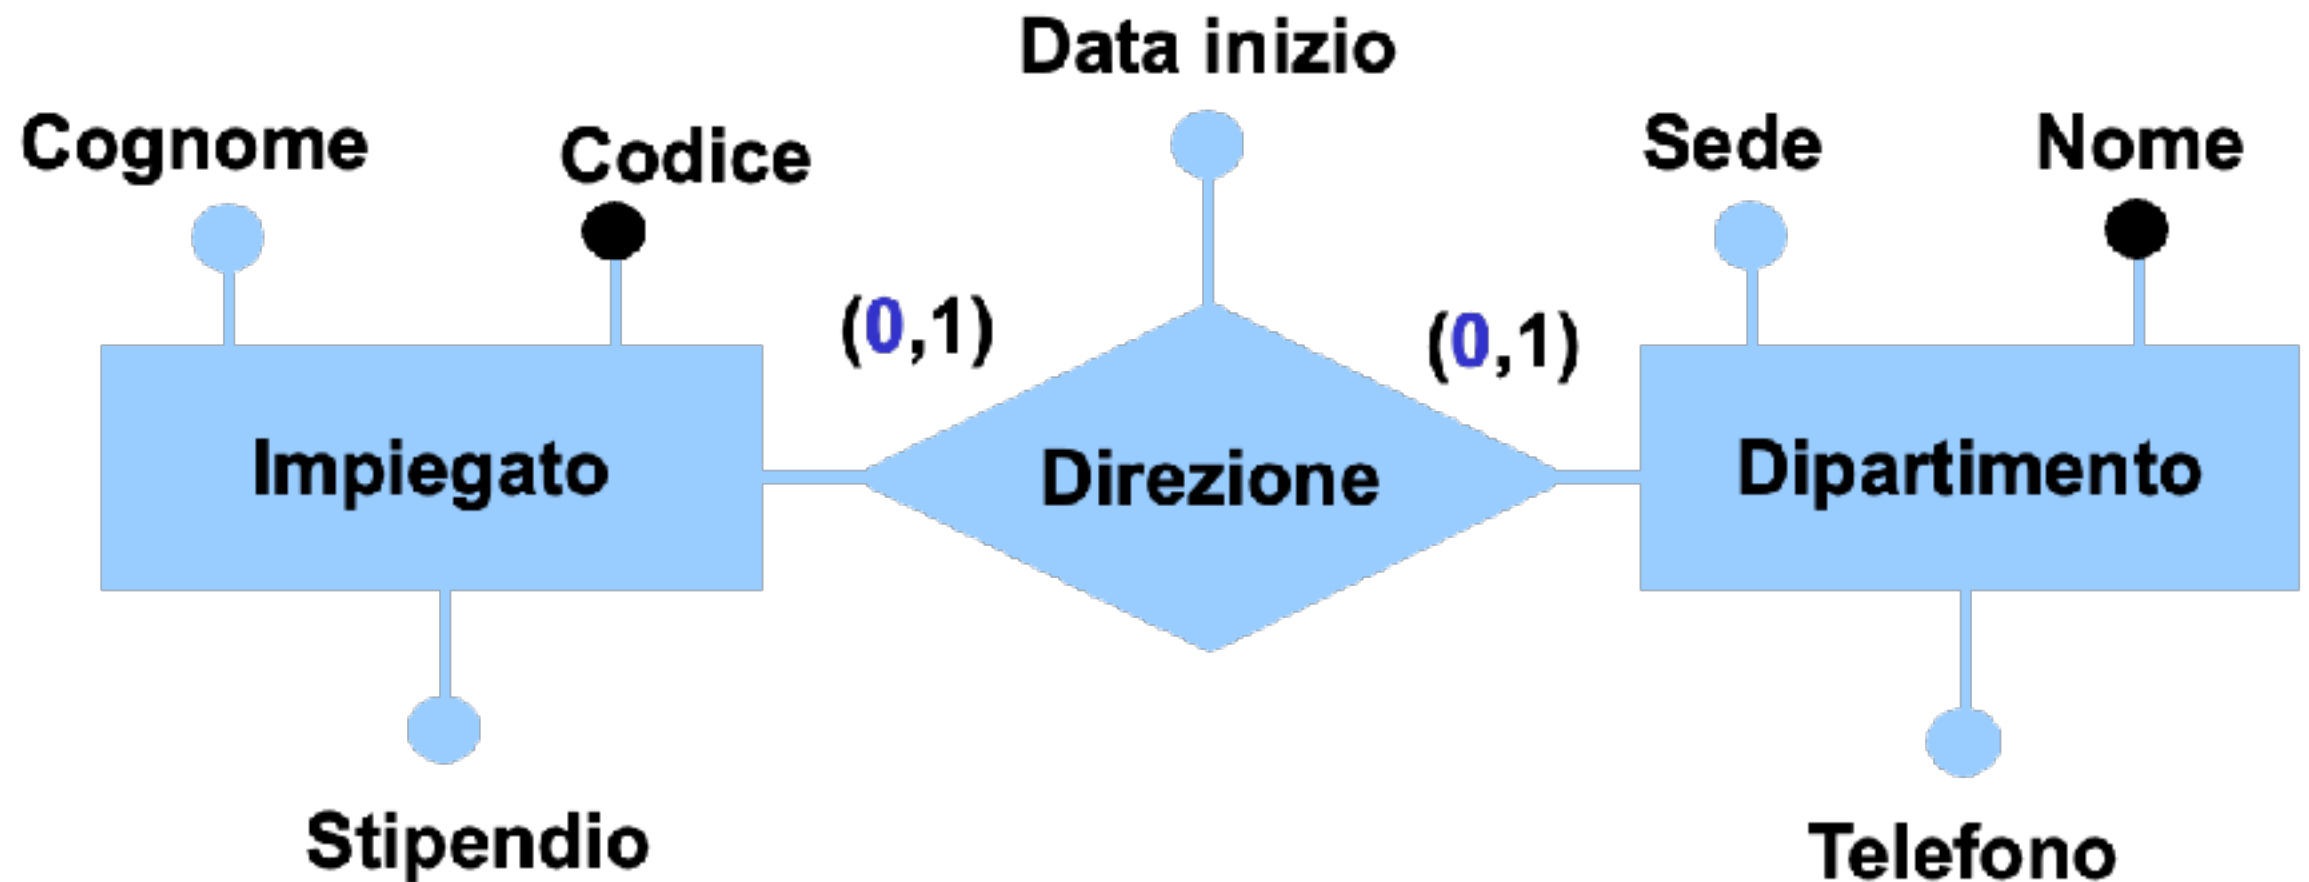 Data inizio
Cognome
Codice
Sede
Nome
(0,1)
(0,1)
Impiegato
Direzione
Dipartimento
Stipendio
Telefono